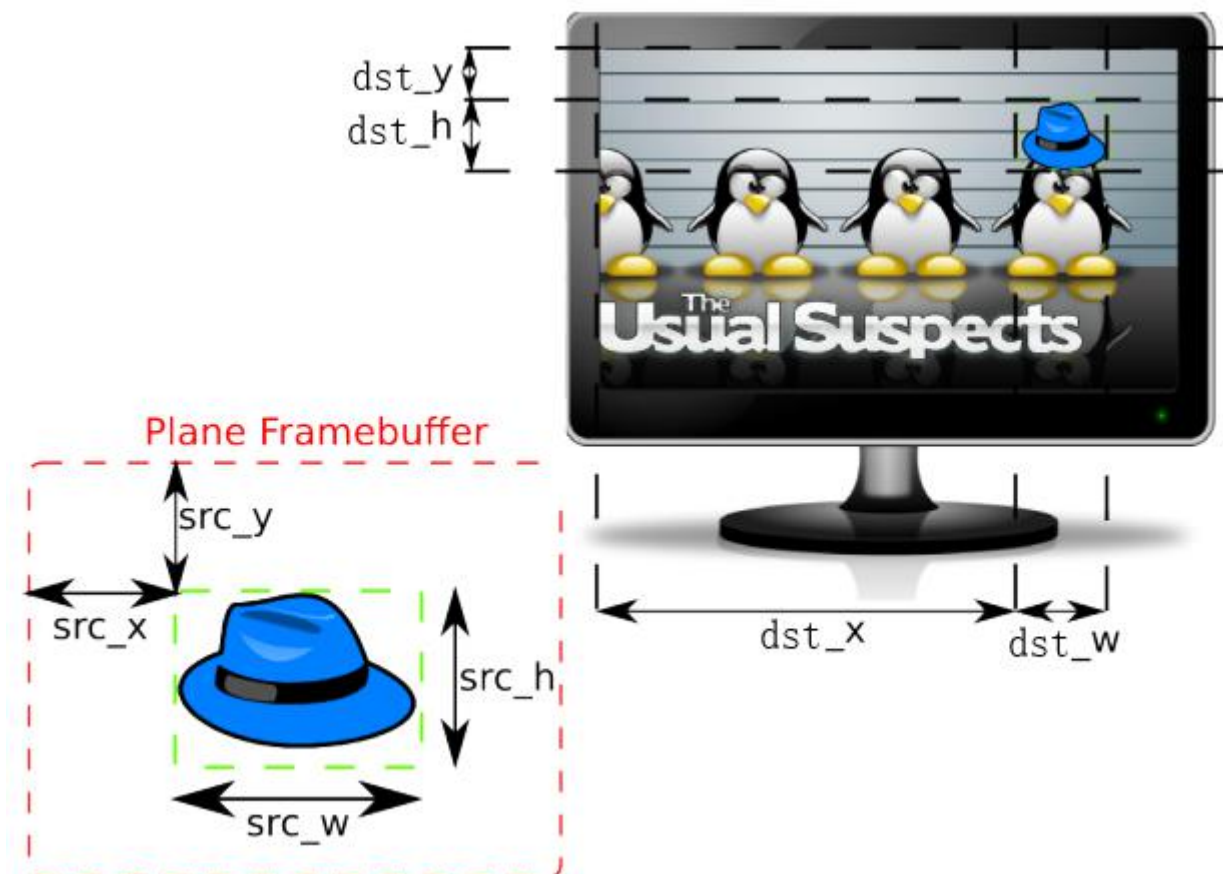 dst_y
dst_h
The
Usual Suspects
Plane Framebuffer
src_y
src_x
src_h
src_w
dst_x
dst_w